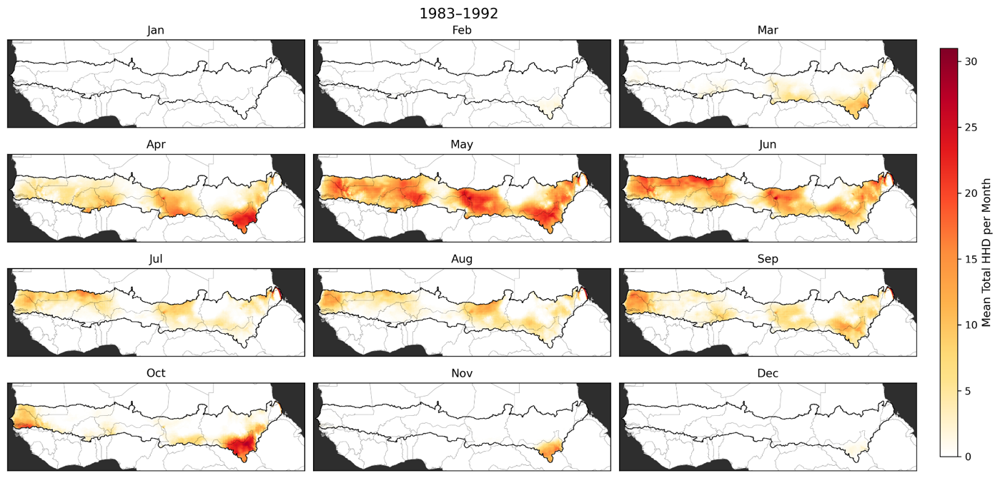 1983–1992
Jan
Feb
Mar
Apr
May
Jun
Jul
Aug
Sep
Oct
Nov
Dec
30
25
20
15
10
5
0
Mean Total HHD per Month